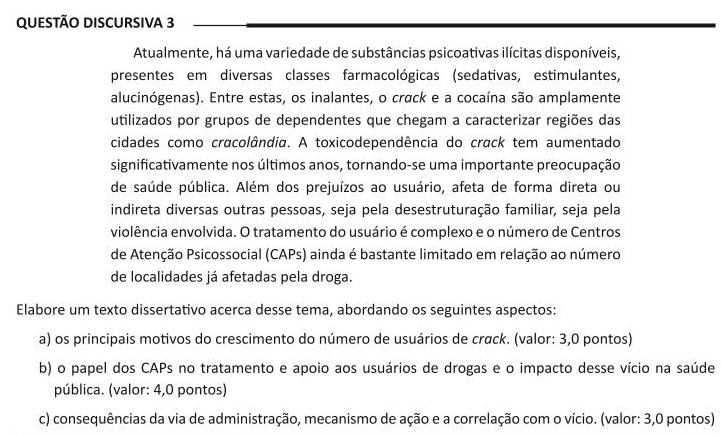 QUESTÃO DISCURSIVA 3
Atualmente, há uma variedade de substâncias psicoativas ilícitas disponíveis,
presentes em diversas classes farmacológicas (sedativas, estimulantes,
alucinógenas). Entre estas, os inalantes, o crack e a cocaína são amplamente
utilizados por grupos de dependentes que chegam a caracterizar regiões das
cidades como cracolândia. A toxicodependência do crack tem aumentado
significativamente nos últimos anos, tornando-se uma importante preocupação
de saúde pública. Além dos prejuízos ao usuário, afeta de forma direta ou
indireta diversas outras pessoas, seja pela desestruturação familiar, seja pela
violência envolvida. O tratamento do usuário é complexo e o número de Centros
de Atenção Psicossocial (CAPs) ainda é bastante limitado em relação ao número
de localidades já afetadas pela droga.
Elabore um texto dissertativo acerca desse tema, abordando os seguintes aspectos:
a) os principais motivos do crescimento do número de usuários de crack. (valor: 3,0 pontos)
b) o papel dos CAPs no tratamento e apoio aos usuários de drogas e o impacto desse vício na saúde
pública. (valor: 4,0 pontos)
c) consequências da via de administração, mecanismo de ação e a correlação com o vício. (valor: 3,0 pontos)